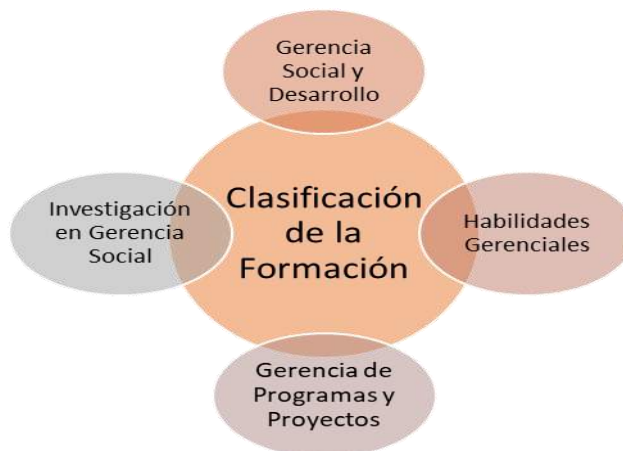 Gerencia
Social y
Desarrollo
Clasificación
de la
Formación
Investigación
en Gerencia
Social
Habilidades
Gerenciales
Gerencia de
Programas y
Proyectos